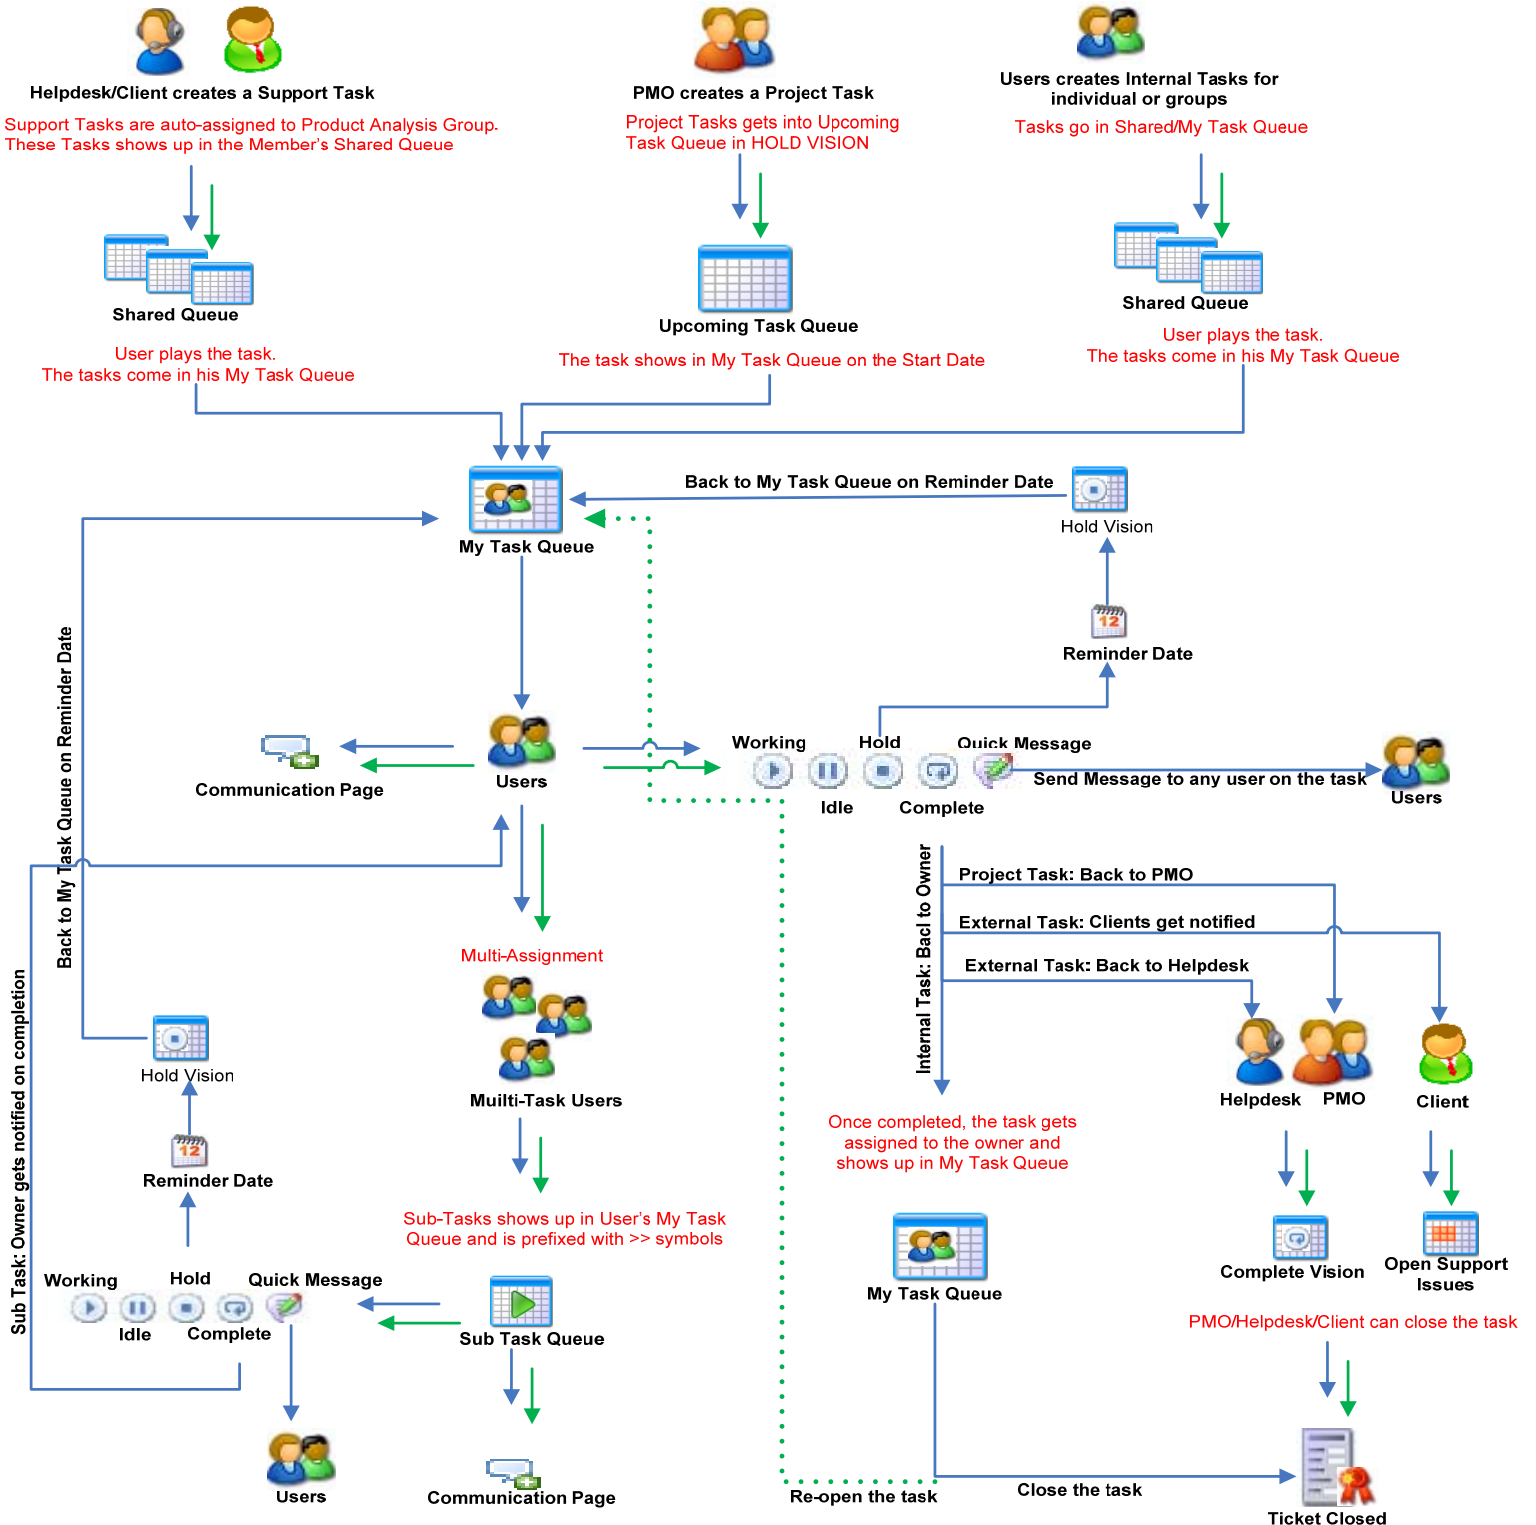 Helpdesk/Client creates a Support Task
Support Tasks are auto-assigned to Product Analysis Group.
These Tasks shows up in the Member's Shared Queue
Shared Queue
User plays the task.
The tasks come in his My Task Queue
PMO creates a Project Task
Project Tasks gets into Upcoming
Task Queue in HOLD VISION
Upcoming Task Queue
The task shows in My Task Queue on the Start Date
Users creates Internal Tasks for
individual or groups
Tasks go in Shared/My Task Queue
Shared Queue
User plays the task.
The tasks come in his My Task Queue
My Task Queue
Back to My Task Queue on Reminder Date
Hold Vision
12
Reminder Date
Back to My Task Queue on Reminder Date
Communication Page
Users
Working
Hold
Quick Message
Idle
Complete
Send Message to any user on the task
Users
Internal Task: Bacl to Owner
Project Task: Back to PMO
External Task: Clients get notified
External Task: Back to Helpdesk
Helpdesk
PMO
Client
Multi-Assignment
Muilti-Task Users
Sub Task: Owner gets notified on completion
Hold Vision
12
Reminder Date
Once completed, the task gets
assigned to the owner and
shows up in My Task Queue
Sub-Tasks shows up in User's My Task
Queue and is prefixed with >> symbols
Working
Hold
Quick Message
Idle
Complete
Sub Task Queue
My Task Queue
Complete Vision
Open Support
Issues
PMO/Helpdesk/Client can close the task
Users
Communication Page
Re-open the task
Close the task
Ticket Closed